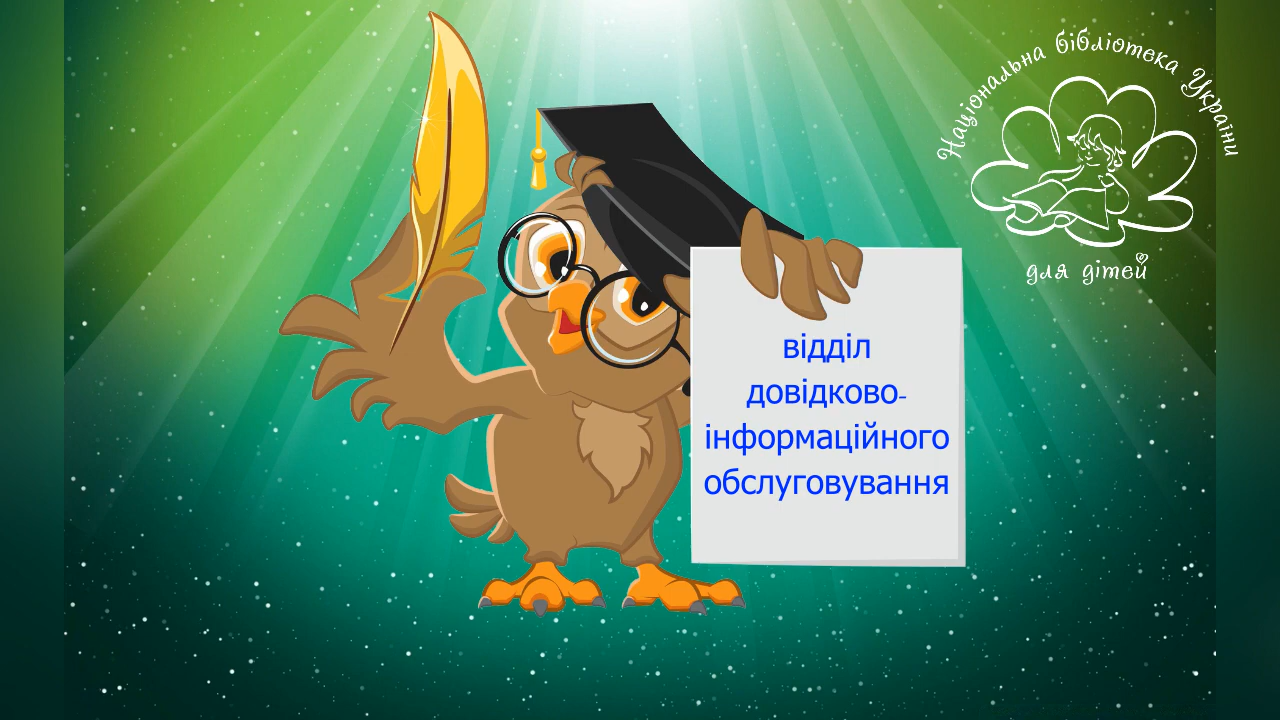 Національна бібліотека України
для дітей
відділ
довідково-
інформаційного
обслуговування